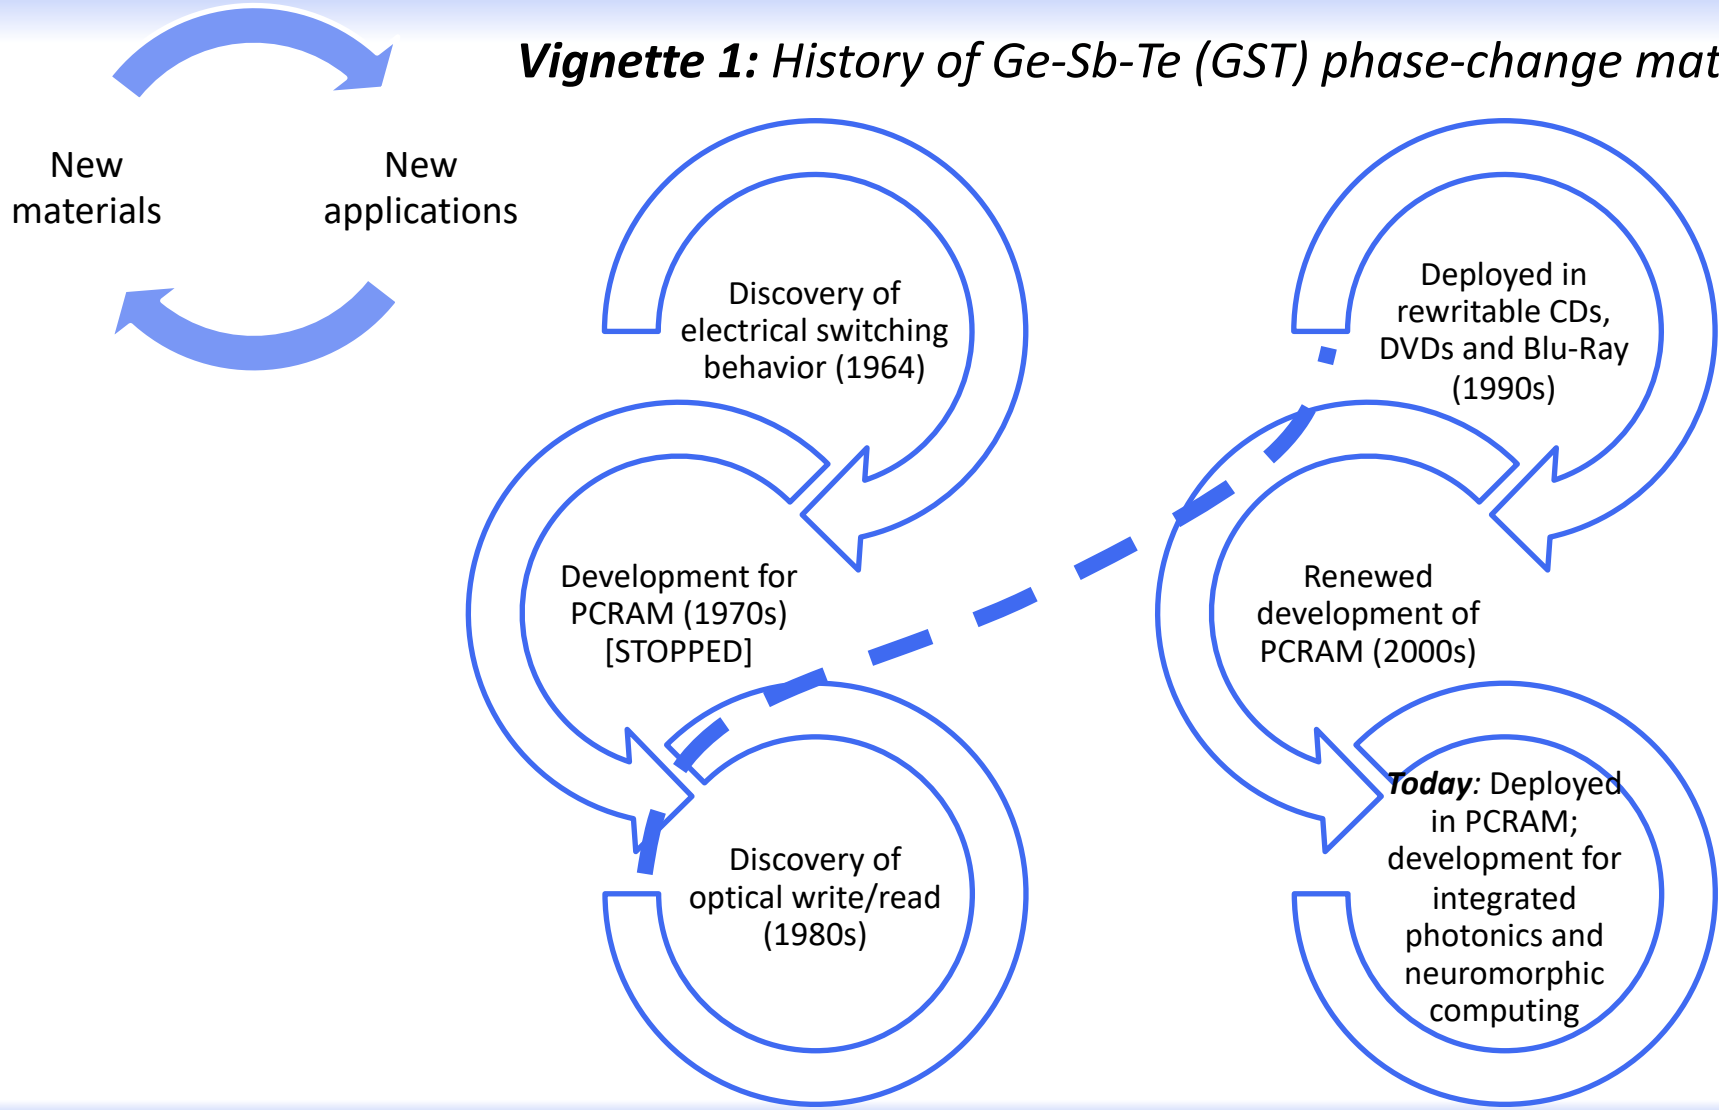 Vignette 1: History of Ge-Sb-Te (GST) phase-change mat
New
materials
New
applications
Discovery of
electrical switching
behavior (1964)
Development for
PCRAM (1970s)
[STOPPED]
Discovery of
optical write/read
(1980s)
Deployed in
rewritable CDs,
DVDs and Blu-Ray
(1990s)
Renewed
development of
PCRAM (2000s)
Today: Deployed
in PCRAM;
development for
integrated
photonics and
neuromorphic
computing